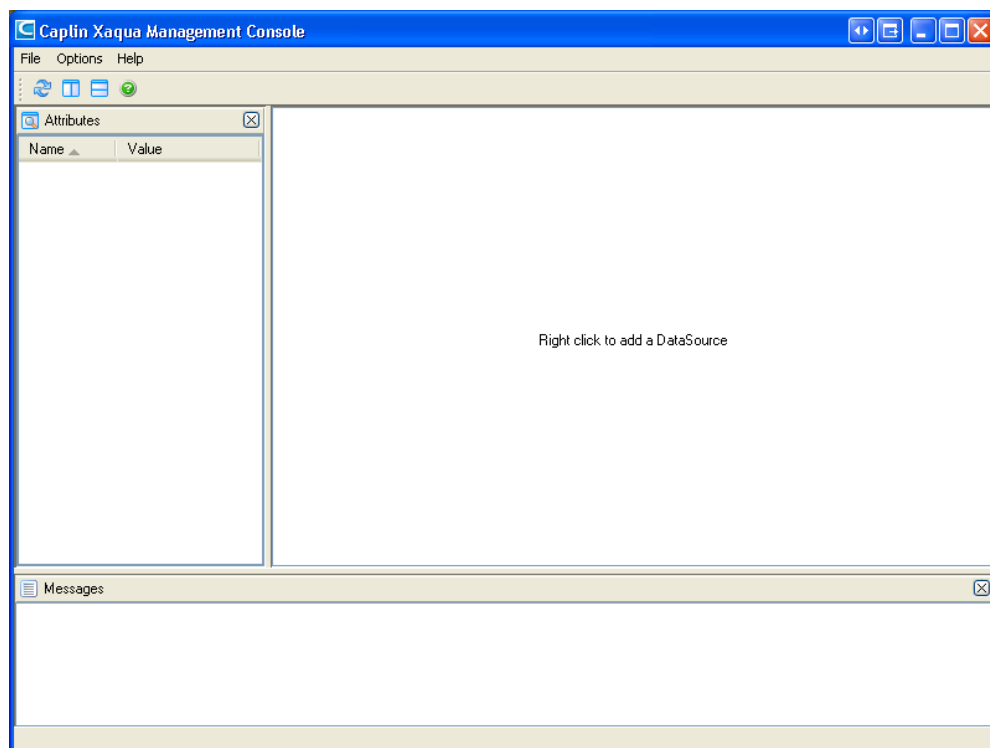 Caplin Xaqua Management Console
File Options Help
Attributes
Name Value
Right click to add a DataSource
Messages